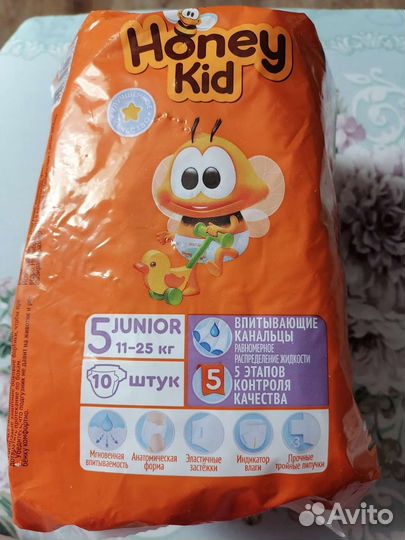 Honey
Kid
5 JUNIOR
11-25 кг
10 штук
ВПИТЫВАЮЩИЕ
КАНАЛЬЦЫ
РАВНОМЕРНОЕ
РАСПРЕДЕЛЕНИЕ ЖИДКОСТИ
5
5 ЭТАПОВ
КОНТРОЛЯ
КАЧЕСТВА
Мгновенная
впитываемость
Анатомическая
форма
Эластичные
застёжки
Индикатор
влаги
3
Прочные
тройные липучки
Avito